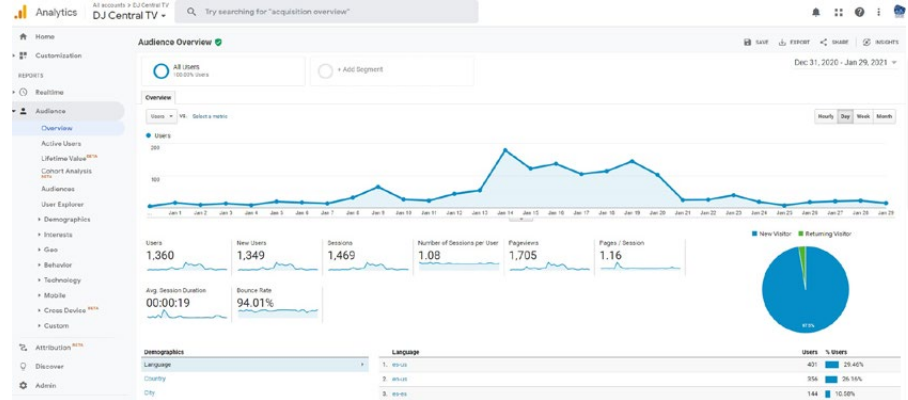 Analytics
All accounts > DJ Central TV
DJ Central TV
Try searching for "acquisition overview"
Home
Customization
REPORTS
Realtime
Audience
Overview
Active Users
Lifetime Value BETA
Cohort Analysis
BETA
Audiences
User Explorer
Demographics
Interests
Geo
Behavior
Technology
Mobile
Cross Device BETA
Custom
Attribution BETA
Discover
Admin
Audience Overview
SAVE EXPORT SHARE INSIGHTS
Dec 31, 2020 - Jan 29, 2021
All Users
100.00% Users
+ Add Segment
Overview
Users VS. Select a metric
Hourly Day Week Month
Users
200
100
... Jan 1 Jan 2 Jan 3 Jan 4 Jan 5 Jan 6 Jan 7 Jan 8 Jan 9 Jan 10 Jan 11 Jan 12 Jan 13 Jan 14 Jan 15 Jan 16 Jan 17 Jan 18 Jan 19 Jan 20 Jan 21 Jan 22 Jan 23 Jan 24 Jan 25 Jan 26 Jan 27 Jan 28 Jan 29
Users
1,360
New Users
1,349
Sessions
1,469
Number of Sessions per User
1.08
Pageviews
1,705
Pages / Session
1.16
Avg. Session Duration
00:00:19
Bounce Rate
94.01%
New Visitor Returning Visitor
Demographics
Language
Country
City
Language Users % Users
1. es-us 401 29.46%
2. en-us 356 26.16%
3. es-es 144 10.58%